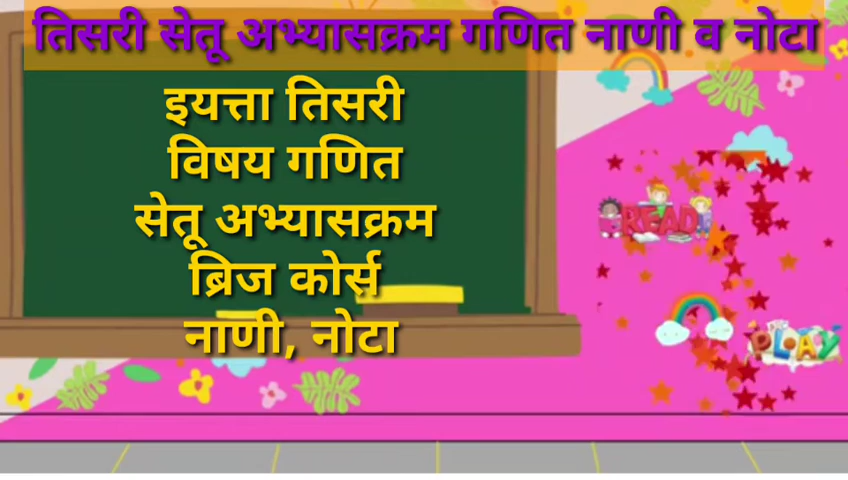 तिसरी सेतू अभ्यासक्रम गणित नाणी व नोटा
इयत्ता तिसरी
विषय गणित
सेतू अभ्यासक्रम
ब्रिज कोर्स
नाणी, नोटा
READ
PLAY